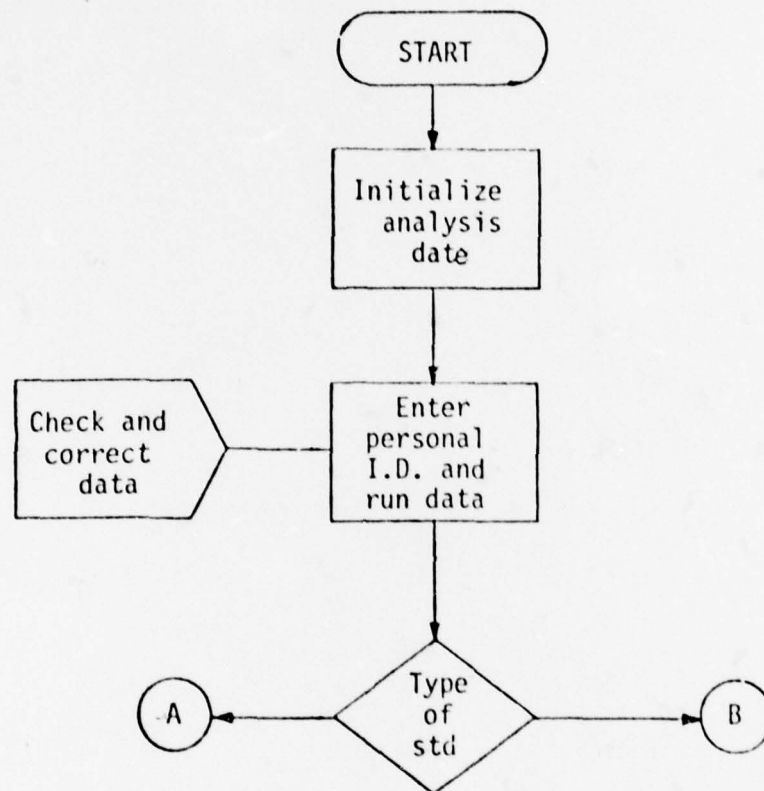 START
Initialize
analysis
date
Check and
correct
data
Enter
personal
I.D. and
run data
A
Type
of
std
B